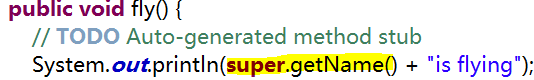 public void fly() {
// TODO Auto-generated method stub
System.out.println(super.getName() + "is flying");